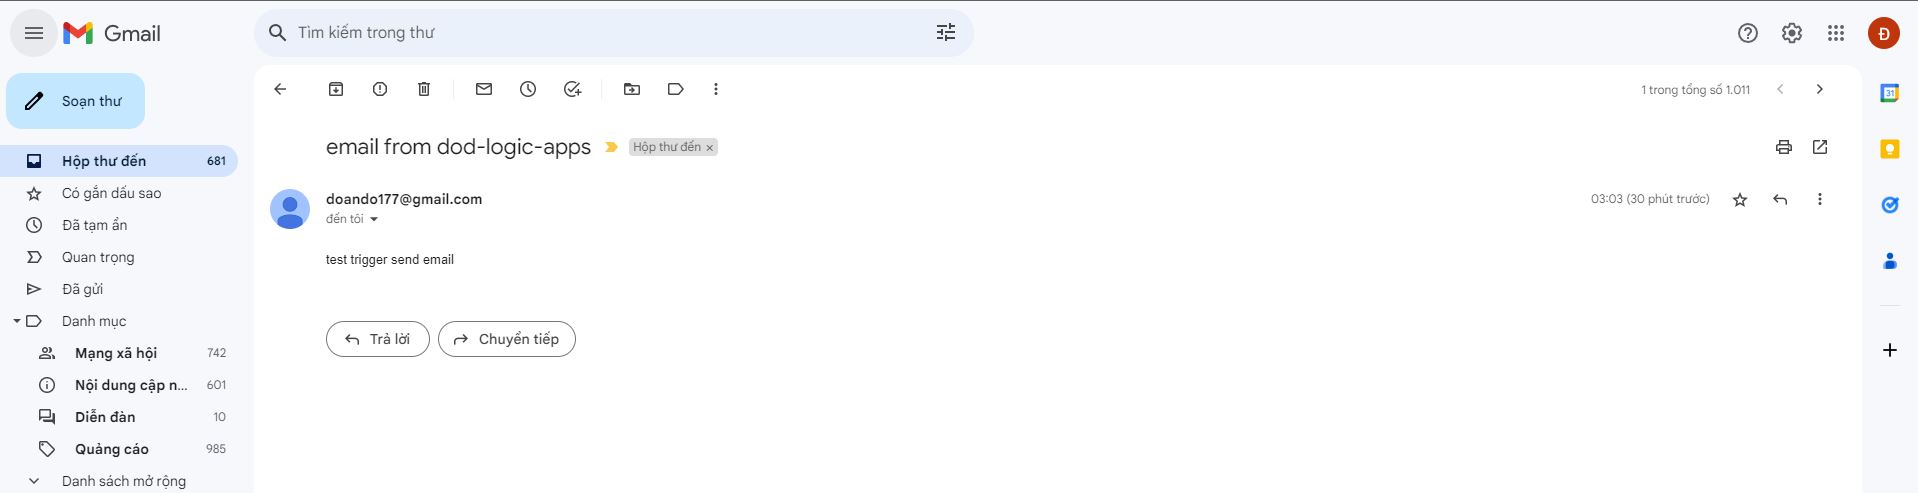 Gmail
Tìm kiếm trong thư
Đ
Soạn thư
1 trong tổng số 1.011
31
email from dod-logic-apps Hộp thư đến ×
Hộp thư đến 681
Có gắn dấu sao
doando177@gmail.com 03:03 (30 phút trước)
đến tôi
Đã tạm ẩn
Quan trọng
test trigger send email
Đã gửi
Danh mục
Trả lời Chuyển tiếp
Mạng xã hội 742
Nội dung cập n... 601
Diễn đàn 10
Quảng cáo 985
Danh sách mở rộng